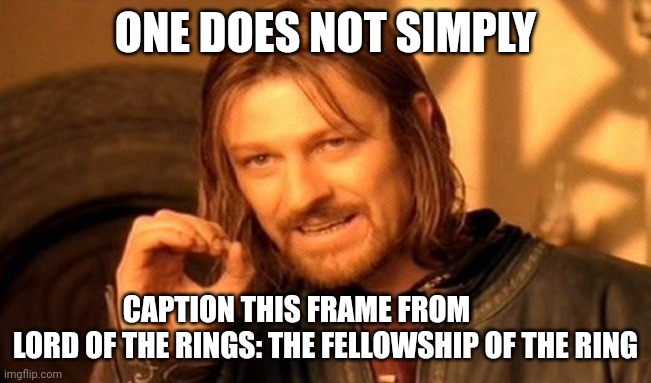 ONE DOES NOT SIMPLY
CAPTION THIS FRAME FROM
LORD OF THE RINGS: THE FELLOWSHIP OF THE RING
imgflip.com